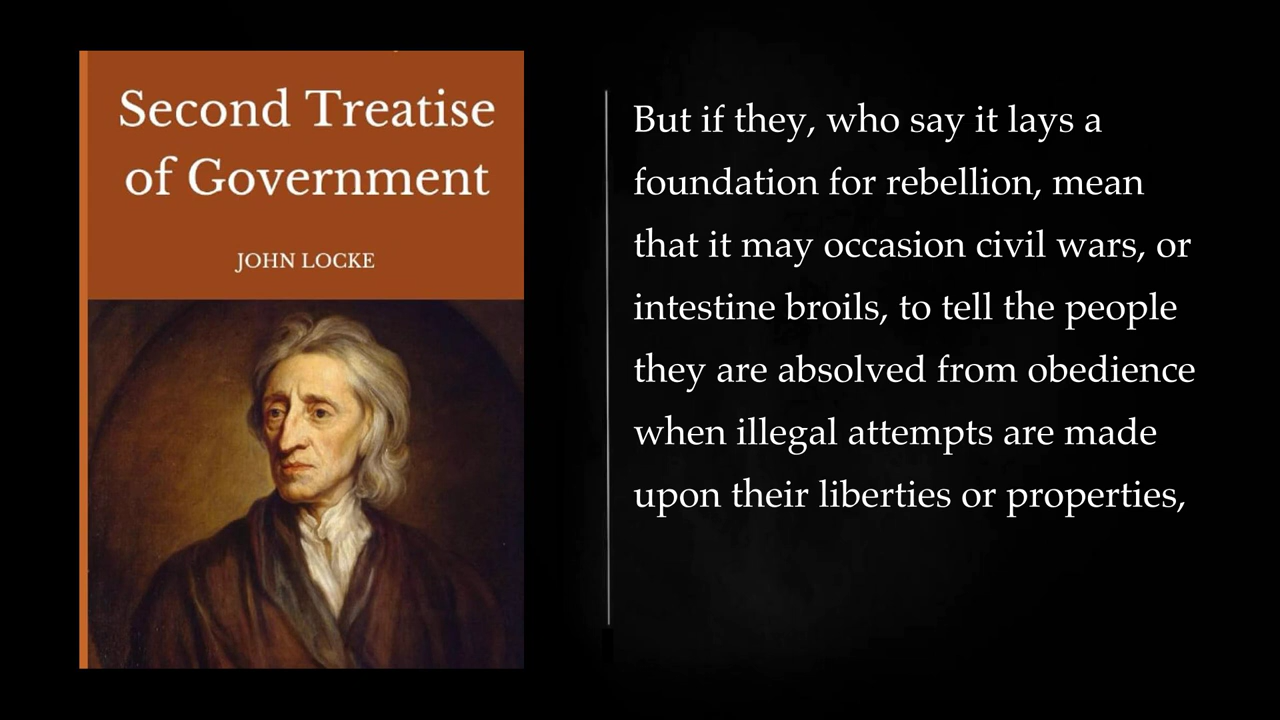 Second Treatise
of Government
JOHN LOCKE
But if they, who say it lays a
foundation for rebellion, mean
that it may occasion civil wars, or
intestine broils, to tell the people
they are absolved from obedience
when illegal attempts are made
upon their liberties or properties,